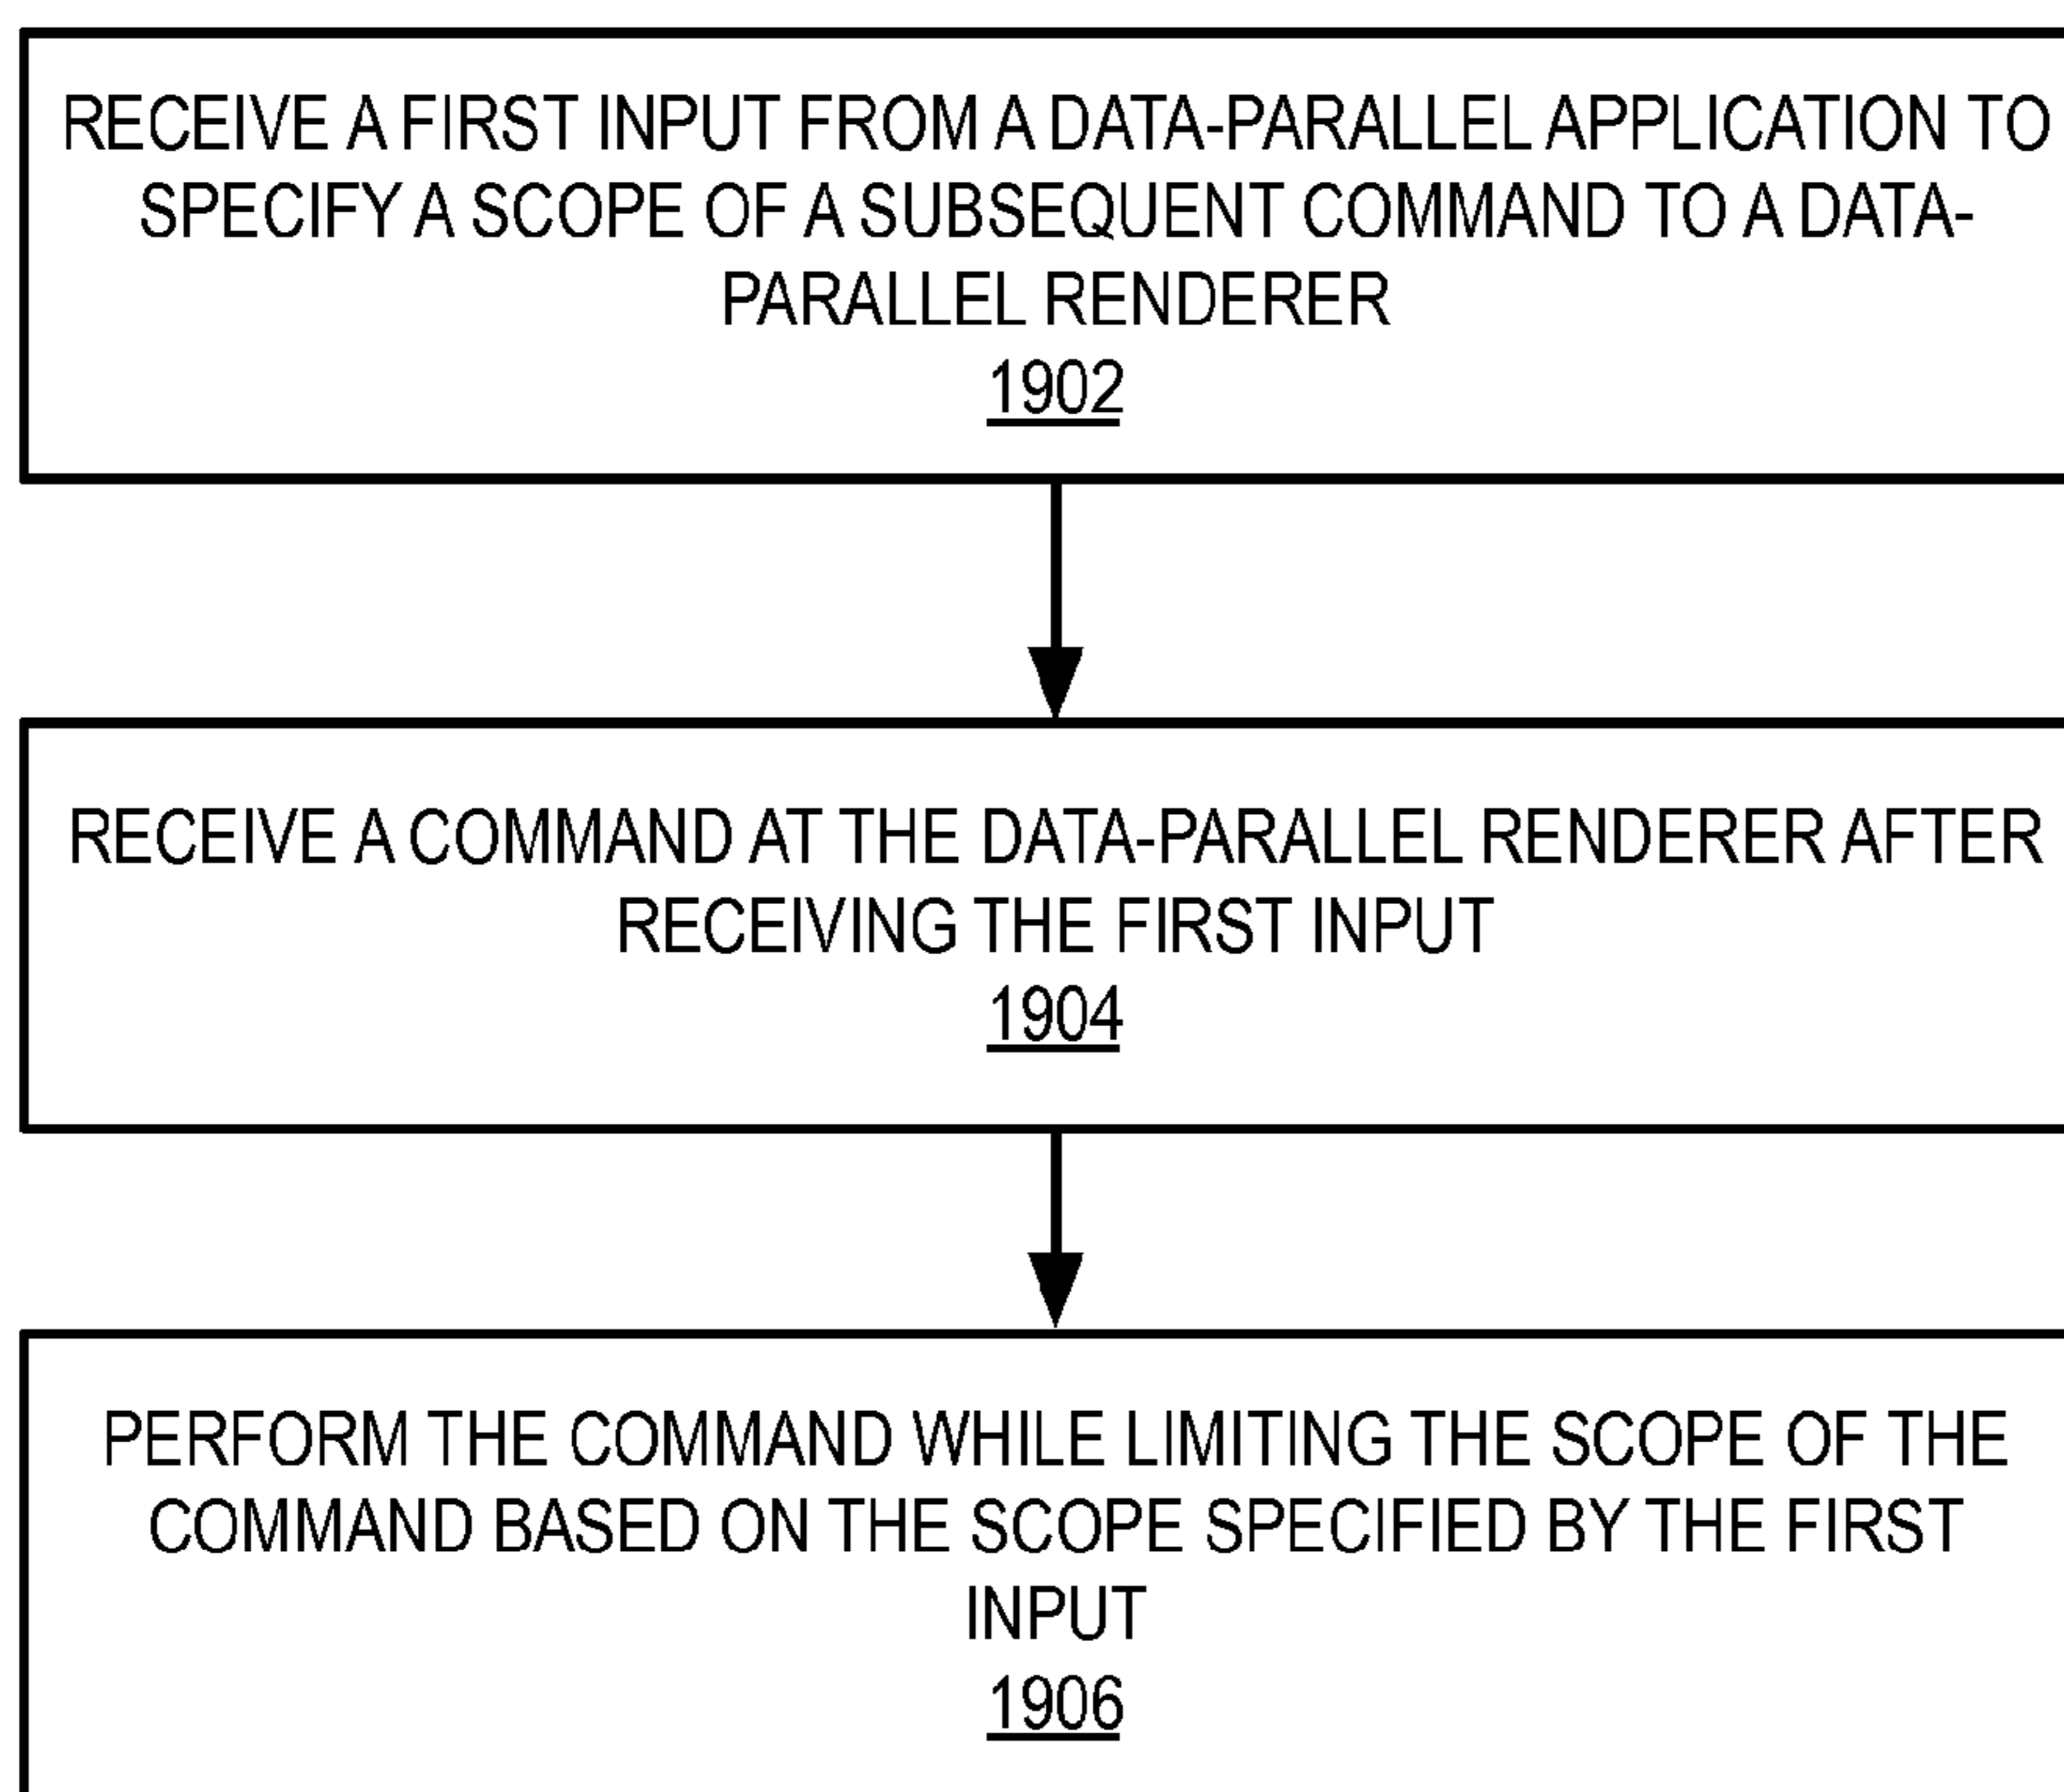 RECEIVE A FIRST INPUT FROM A DATA-PARALLEL APPLICATION TO
SPECIFY A SCOPE OF A SUBSEQUENT COMMAND TO A DATA-
PARALLEL RENDERER
1902
RECEIVE A COMMAND AT THE DATA-PARALLEL RENDERER AFTER
RECEIVING THE FIRST INPUT
1904
PERFORM THE COMMAND WHILE LIMITING THE SCOPE OF THE
COMMAND BASED ON THE SCOPE SPECIFIED BY THE FIRST
INPUT
1906